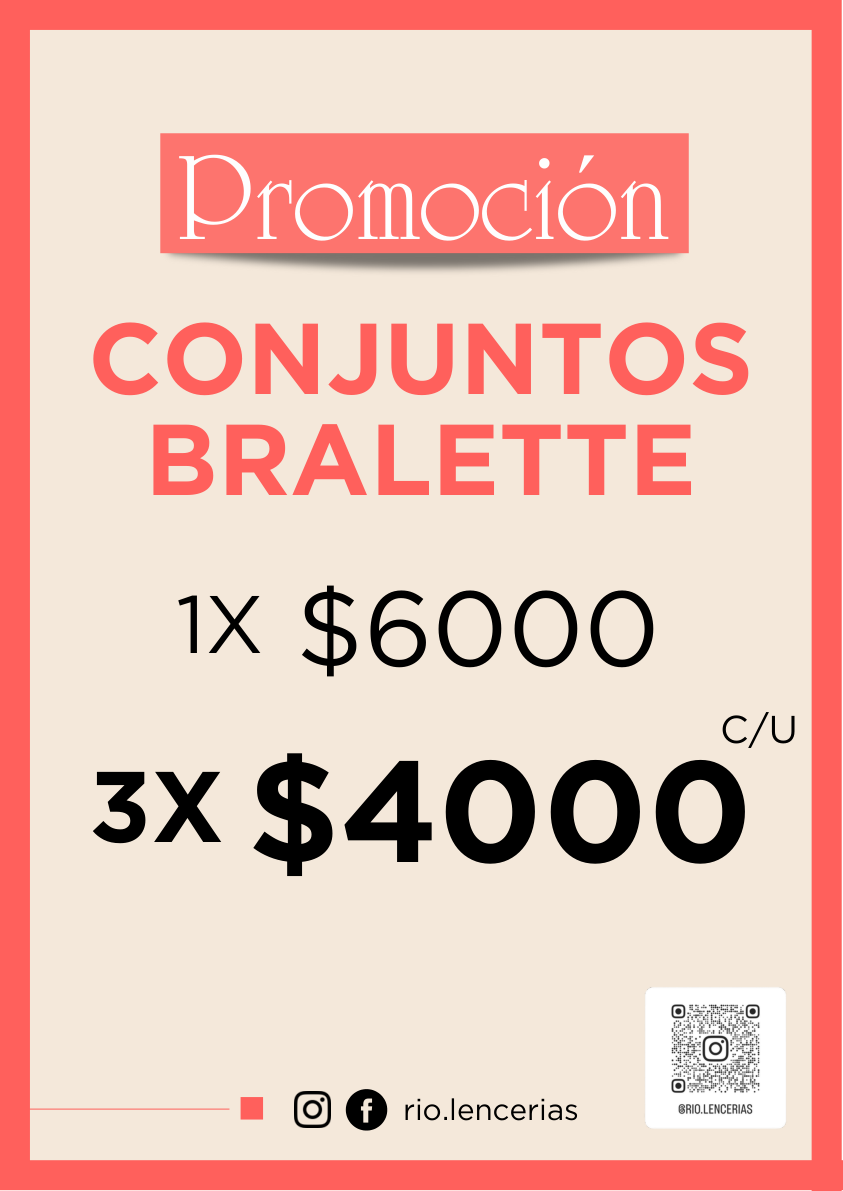 Promoción
CONJUNTOS
BRALETTE
1X $6000
C/U
3X $4000
rio.lencerias
@RIO.LENCERIAS